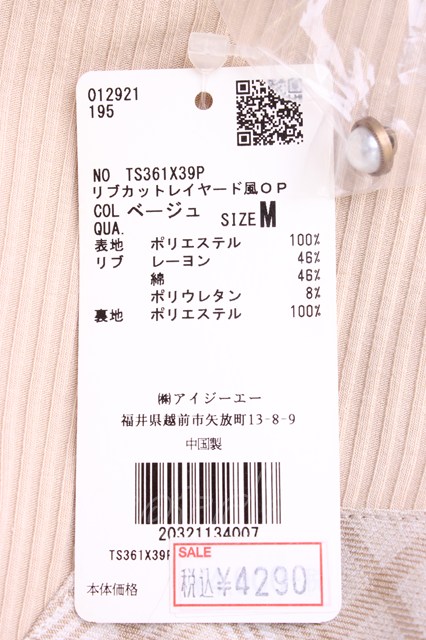 012921
195
NO TS361X39P
リブカットレイヤード風OP
COL ベージュ SIZE M
QUA.
表地 ポリエステル 100%
リブ レーヨン 46%
綿 46%
ポリウレタン 8%
裏地 ポリエステル 100%
㈱アイジーエー
福井県越前市矢放町13-8-9
中国製
20321134007
TS361X39P
SALE
本体価格 税込¥4290